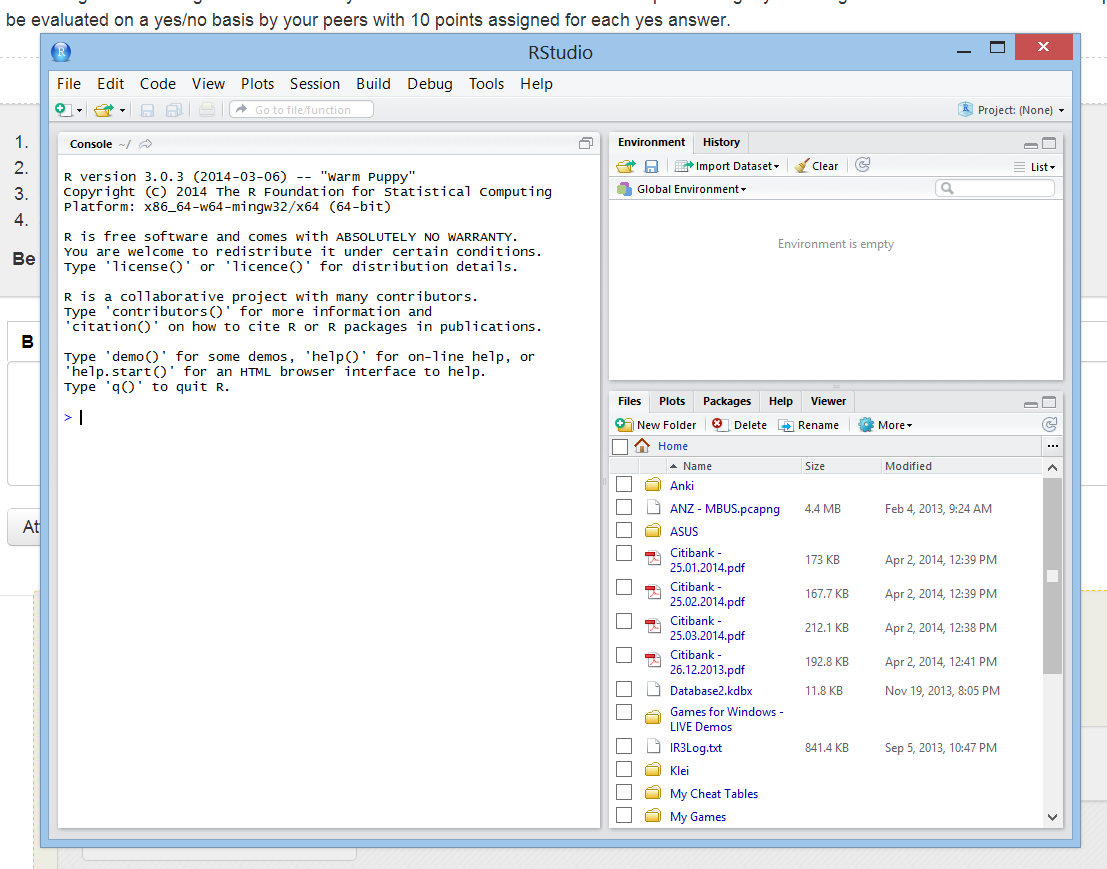 be evaluated on a yes/no basis by your peers with 10 points assigned for each yes answer.
RStudio
File Edit Code View Plots Session Build Debug Tools Help
Go to file/function
Project: (None)
1.
2.
3.
4.
Be
B
At
Console ~/
R version 3.0.3 (2014-03-06) -- "Warm Puppy"
Copyright (C) 2014 The R Foundation for Statistical Computing
Platform: x86_64-w64-mingw32/x64 (64-bit)
R is free software and comes with ABSOLUTELY NO WARRANTY.
You are welcome to redistribute it under certain conditions.
Type 'license()' or 'licence()' for distribution details.
R is a collaborative project with many contributors.
Type 'contributors()' for more information and
'citation()' on how to cite R or R packages in publications.
Type 'demo()' for some demos, 'help()' for on-line help, or
'help.start()' for an HTML browser interface to help.
Type 'q()' to quit R.
>
Environment History
Import Dataset Clear List
Global Environment
Environment is empty
Files Plots Packages Help Viewer
New Folder Delete Rename More
Home ...
Name Size Modified
Anki
ANZ - MBUS.pcapng 4.4 MB Feb 4, 2013, 9:24 AM
ASUS
Citibank -
25.01.2014.pdf 173 KB Apr 2, 2014, 12:39 PM
Citibank -
25.02.2014.pdf 167.7 KB Apr 2, 2014, 12:39 PM
Citibank -
25.03.2014.pdf 212.1 KB Apr 2, 2014, 12:38 PM
Citibank -
26.12.2013.pdf 192.8 KB Apr 2, 2014, 12:41 PM
Database2.kdbx 11.8 KB Nov 19, 2013, 8:05 PM
Games for Windows -
LIVE Demos
IR3Log.txt 841.4 KB Sep 5, 2013, 10:47 PM
Klei
My Cheat Tables
My Games